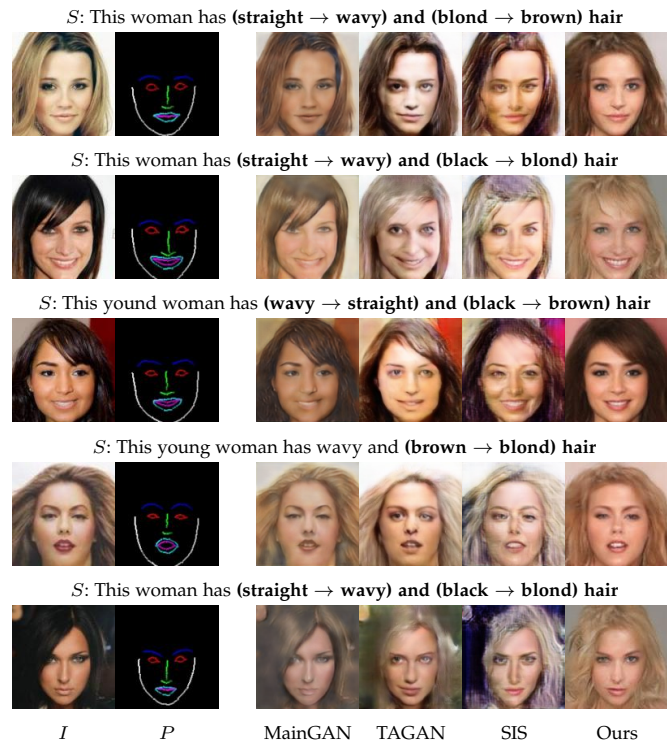 S: This woman has (straight → wavy) and (blond → brown) hair
S: This woman has (straight → wavy) and (black → blond) hair
S: This yound woman has (wavy → straight) and (black → brown) hair
S: This young woman has wavy and (brown → blond) hair
S: This woman has (straight → wavy) and (black → blond) hair
I P MainGAN TAGAN SIS Ours